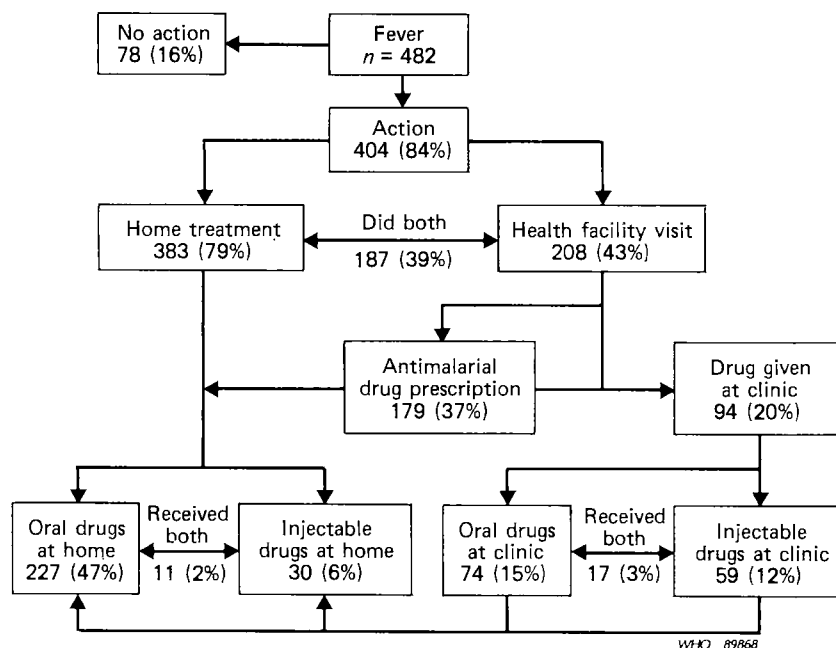 No action
78 (16%)
Fever
n = 482
Action
404 (84%)
Home treatment
383 (79%)
Did both
187 (39%)
Health facility visit
208 (43%)
Antimalarial
drug prescription
179 (37%)
Drug given
at clinic
94 (20%)
Oral drugs
at home
227 (47%)
Received
both
11 (2%)
Injectable
drugs at home
30 (6%)
Oral drugs
at clinic
74 (15%)
Received
both
17 (3%)
Injectable
drugs at clinic
59 (12%)
WHO 89868